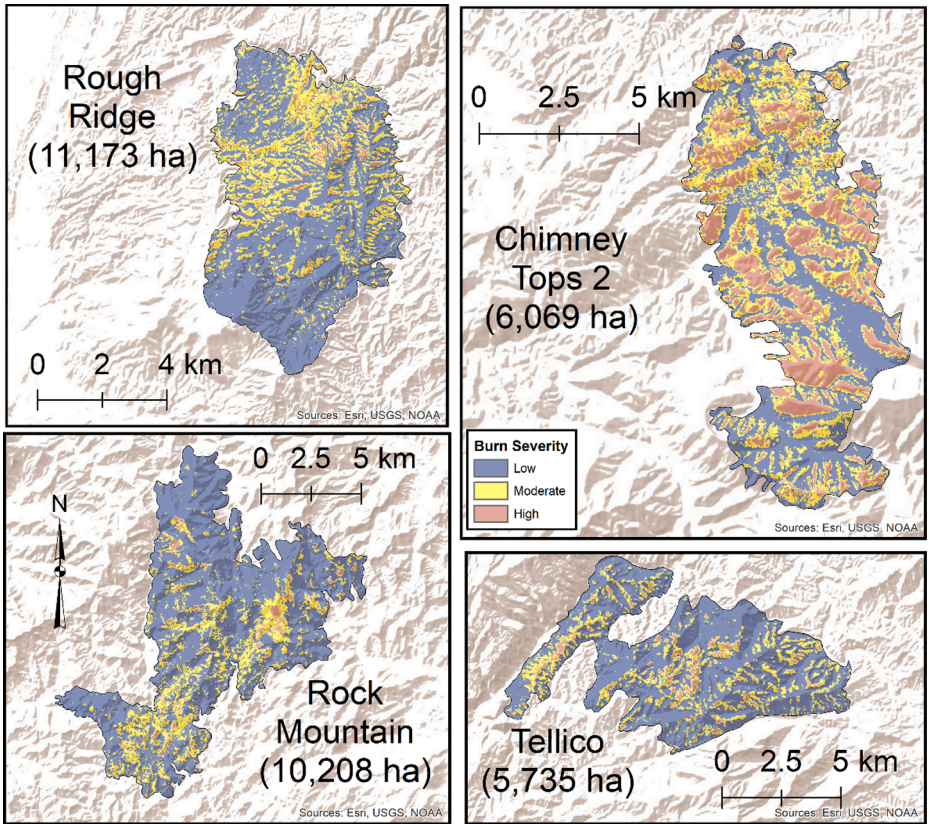 Rough
Ridge
(11,173 ha)
0 2 4 km
Sources: Esri, USGS, NOAA
0 2.5 5 km
Chimney
Tops 2
(6,069 ha)
Burn Severity
Low
Moderate
High
Sources: Esri, USGS, NOAA
0 2.5 5 km
N
Rock
Mountain
(10,208 ha)
Sources: Esri, USGS, NOAA
Tellico
(5,735 ha)
0 2.5 5 km
Sources: Esri, USGS, NOAA